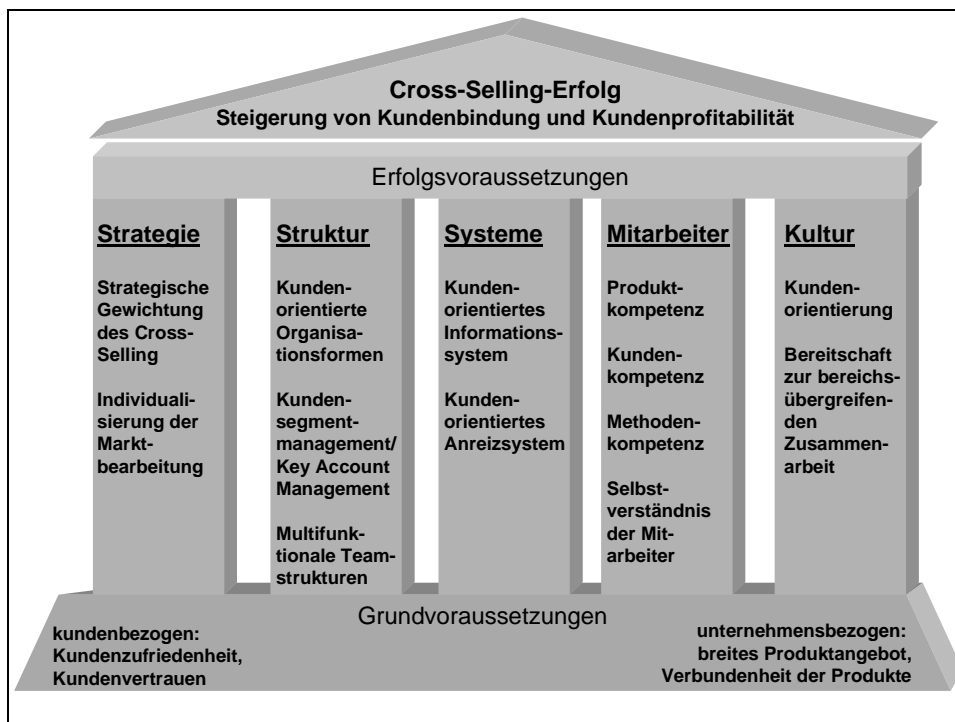 Cross-Selling-Erfolg
Steigerung von Kundenbindung und Kundenprofitabilität
Erfolgsvoraussetzungen
Strategie
Strategische
Gewichtung
des Cross-
Selling
Individuali-
sierung der
Markt-
bearbeitung
Struktur
Kunden-
orientierte
Organisa-
tionsformen
Kunden-
segment-
management/
Key Account
Management
Multifunk-
tionale Team-
strukturen
Systeme
Kunden-
orientiertes
Informations-
system
Kunden-
orientiertes
Anreizsystem
Mitarbeiter
Produkt-
kompetenz
Kunden-
kompetenz
Methoden-
kompetenz
Selbst-
verständnis
der Mit-
arbeiter
Kultur
Kunden-
orientierung
Bereitschaft
zur bereichs-
übergreifen-
den
Zusammen-
arbeit
Grundvoraussetzungen
kundenbezogen:
Kundenzufriedenheit,
Kundenvertrauen
unternehmensbezogen:
breites Produktangebot,
Verbundenheit der Produkte